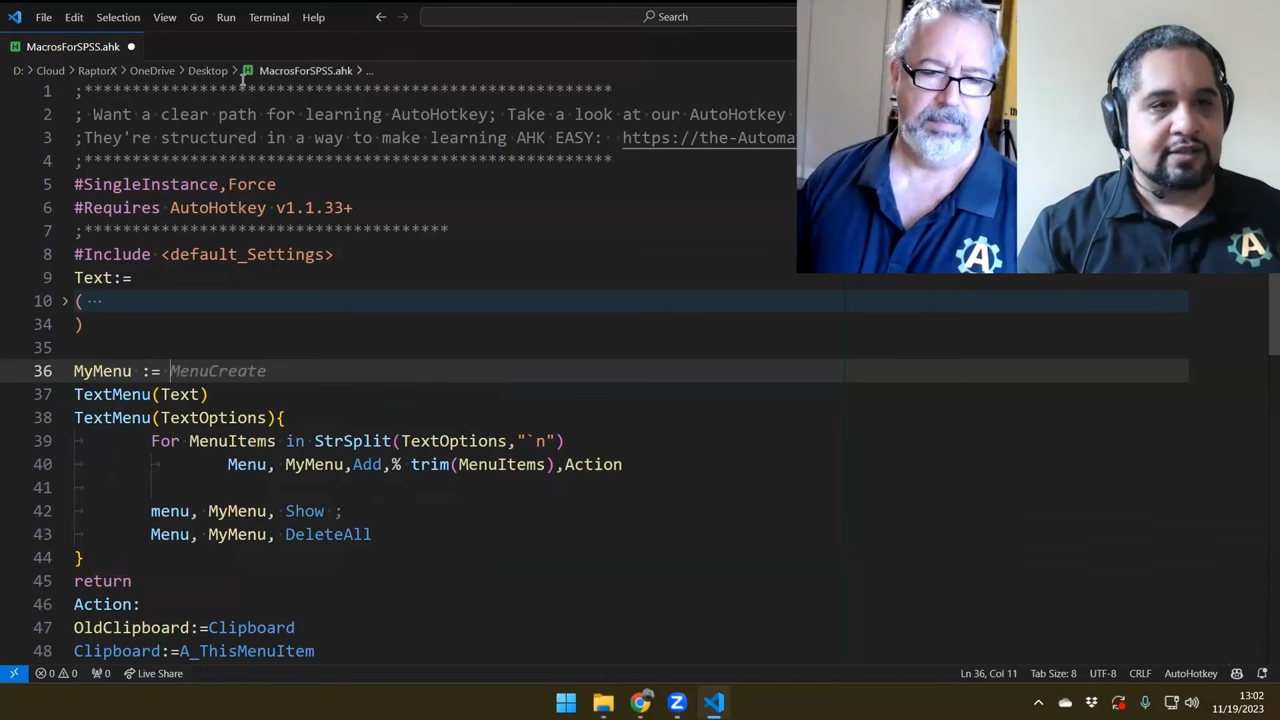 File Edit Selection View Go Run Terminal Help Search
MacrosForSPSS.ahk
D: > Cloud > RaptorX > OneDrive > Desktop > MacrosForSPSS.ahk > ...
1 ;****************************************************
2 ; Want a clear path for learning AutoHotkey; Take a look at our AutoHotkey
3 ;They're structured in a way to make learning AHK EASY: https://the-Automa
4 ;****************************************************
5 #SingleInstance,Force
6 #Requires AutoHotkey v1.1.33+
7 ;************************************
8 #Include <default_Settings>
9 Text:=
10 ( ...
34 )
35
36 MyMenu := MenuCreate
37 TextMenu(Text)
38 TextMenu(TextOptions){
39 For MenuItems in StrSplit(TextOptions,"`n")
40 Menu, MyMenu,Add,% trim(MenuItems),Action
41
42 menu, MyMenu, Show ;
43 Menu, MyMenu, DeleteAll
44 }
45 return
46 Action:
47 OldClipboard:=Clipboard
48 Clipboard:=A_ThisMenuItem
0 0 0 Live Share Ln 36, Col 11 Tab Size: 8 UTF-8 CRLF AutoHotkey
13:02
11/19/2023
A
A